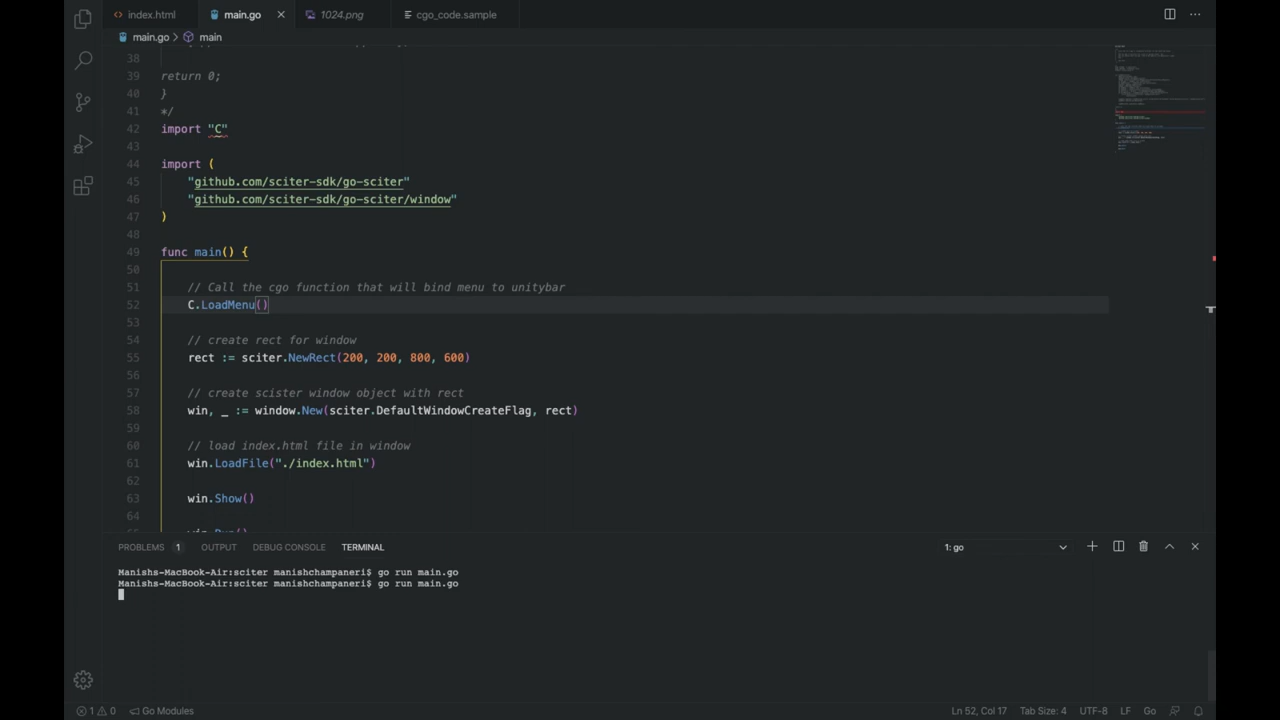 index.html
main.go
1024.png
cgo_code.sample
main.go > main
38
39 return 0;
40 }
41 */
42 import "C"
43
44 import (
45 "github.com/sciter-sdk/go-sciter"
46 "github.com/sciter-sdk/go-sciter/window"
47 )
48
49 func main() {
50
51 // Call the cgo function that will bind menu to unitybar
52 C.LoadMenu()
53
54 // create rect for window
55 rect := sciter.NewRect(200, 200, 800, 600)
56
57 // create scister window object with rect
58 win, _ := window.New(sciter.DefaultWindowCreateFlag, rect)
59
60 // load index.html file in window
61 win.LoadFile("./index.html")
62
63 win.Show()
64
PROBLEMS 1 OUTPUT DEBUG CONSOLE TERMINAL 1: go
Manishs-MacBook-Air:sciter manishchampaneri$ go run main.go
Manishs-MacBook-Air:sciter manishchampaneri$ go run main.go
1 0 Go Modules Ln 52, Col 17 Tab Size: 4 UTF-8 LF Go